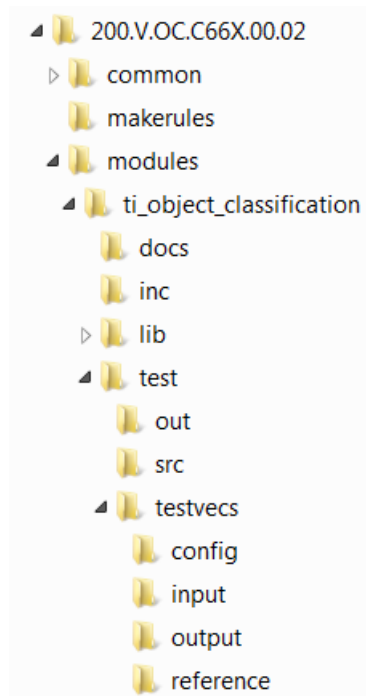 200.V.OC.C66X.00.02
common
makerules
modules
ti_object_classification
docs
inc
lib
test
out
src
testvecs
config
input
output
reference